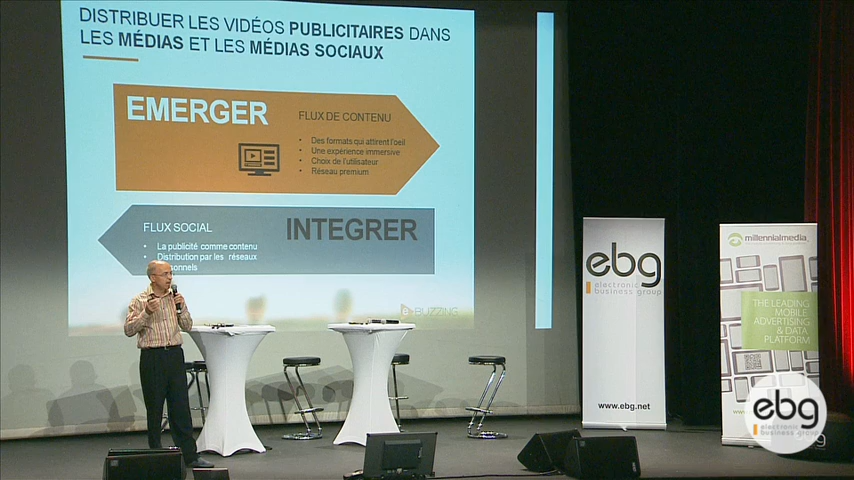 DISTRIBUER LES VIDÉOS PUBLICITAIRES DANS
LES MÉDIAS ET LES MÉDIAS SOCIAUX
EMERGER
FLUX DE CONTENU
• Des formats qui attirent l'oeil
• Une expérience immersive
• Choix de l'utilisateur
• Réseau premium
FLUX SOCIAL
INTEGRER
• La publicité comme contenu
• Distribution par les réseaux
BUZZING
ebg
electronic
business group
www.ebg.net
millennialmedia
THE LEADING
MOBILE
ADVERTISING
& DATA
PLATFORM
ebg
electronic
business group